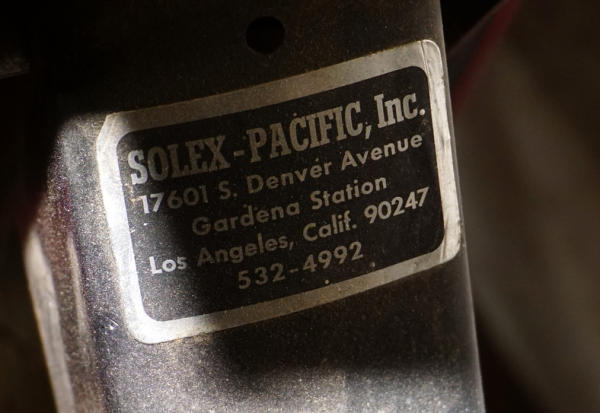 SOLEX-PACIFIC, Inc.
17601 S. Denver Avenue
Gardena Station
Los Angeles, Calif. 90247
532-4992